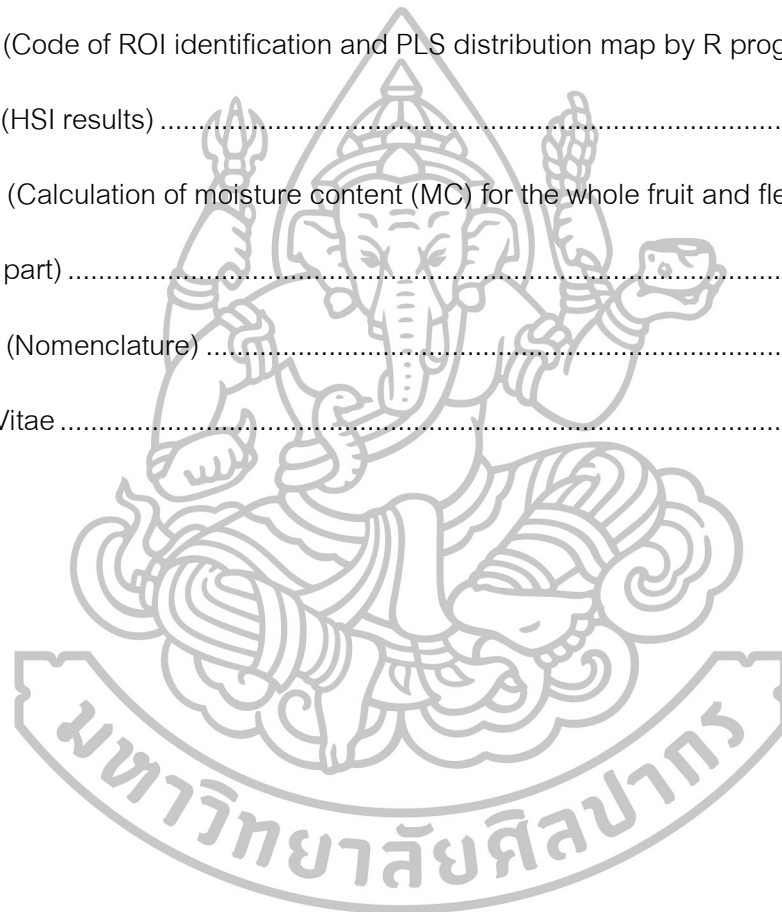 (Code of ROI identification and PLS distribution map by R prog
(HSI results) ........................................................................................
(Calculation of moisture content (MC) for the whole fruit and fle
part) ....................................................................................................
(Nomenclature) .................................................................................
Vitae ....................................................................................................
มหาวิทยาลัยศิลปากร